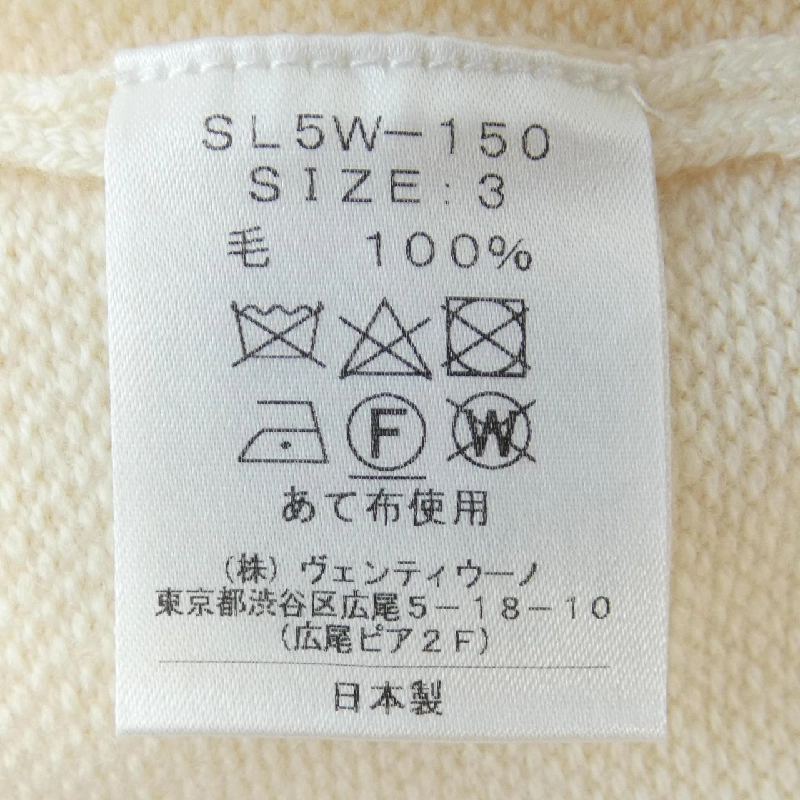 SL5W-150
SIZE:3
毛 100%
F W
あて布使用
(株)ヴェンティウーノ
東京都渋谷区広尾5-18-10
(広尾ピア2F)
日本製